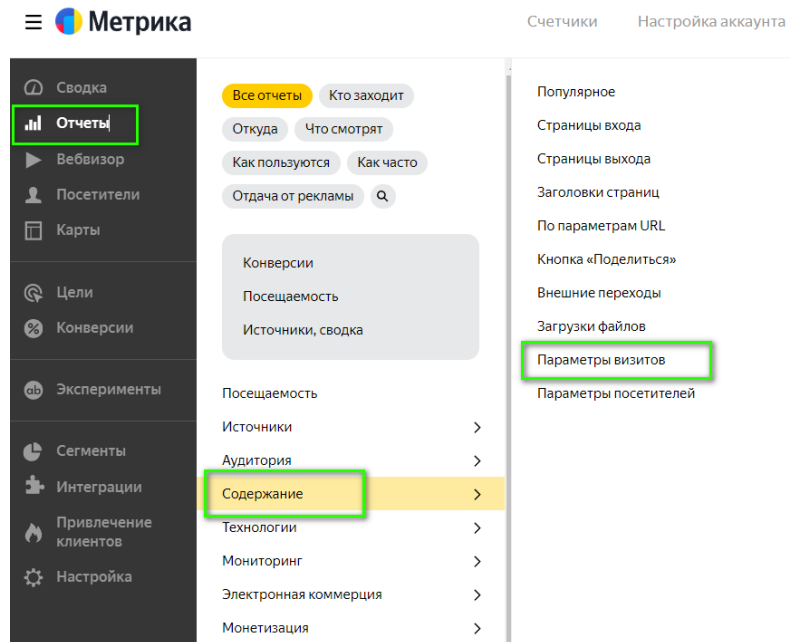 Метрика
Счетчики
Настройка аккаунта
Сводка
Отчеты
Вебвизор
Посетители
Карты
Цели
Конверсии
Эксперименты
Сегменты
Интеграции
Привлечение
клиентов
Настройка
Все отчеты
Кто заходит
Откуда
Что смотрят
Как пользуются
Как часто
Отдача от рекламы
Конверсии
Посещаемость
Источники, сводка
Посещаемость
Источники
Аудитория
Содержание
Технологии
Мониторинг
Электронная коммерция
Монетизация
Популярное
Страницы входа
Страницы выхода
Заголовки страниц
По параметрам URL
Кнопка «Поделиться»
Внешние переходы
Загрузки файлов
Параметры визитов
Параметры посетителей